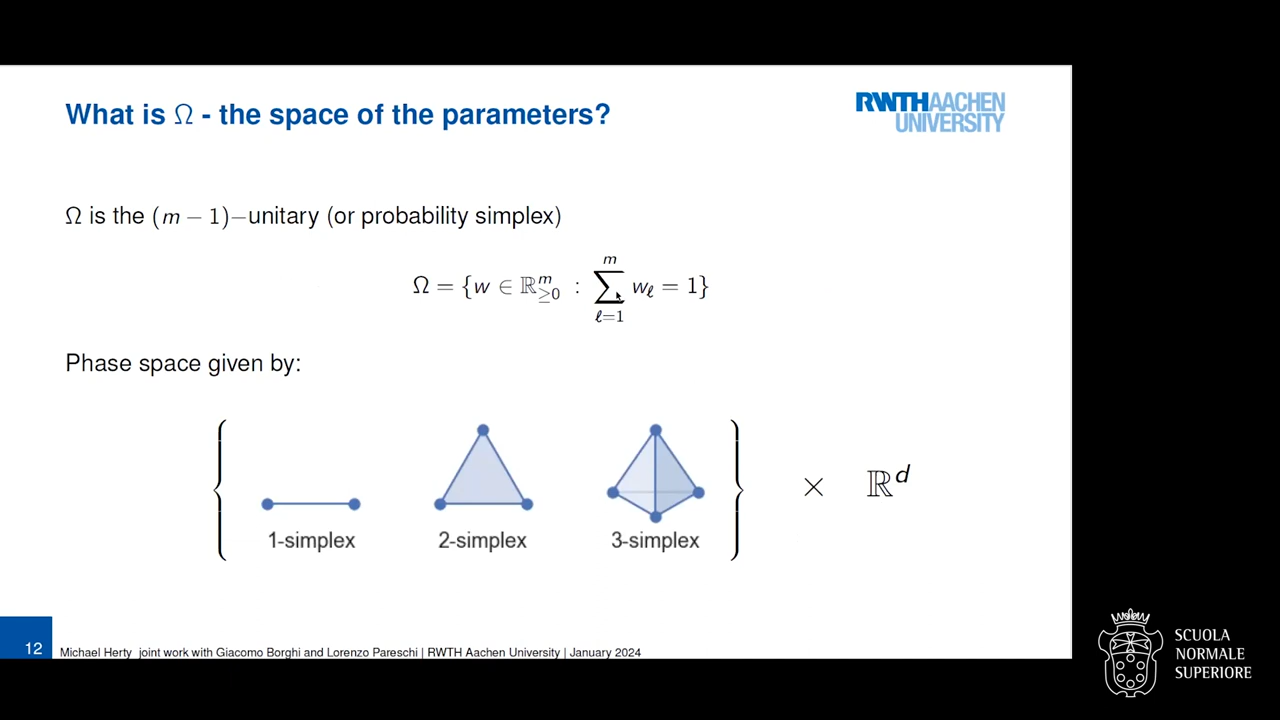 What is Ω - the space of the parameters?
RWTHAACHEN
UNIVERSITY
Ω is the (m − 1)−unitary (or probability simplex)
Ω = {w ∈ ℝ^m_≥0 : ∑_{ℓ=1}^m w_ℓ = 1}
Phase space given by:
{ } × ℝ^d
1-simplex 2-simplex 3-simplex
12 Michael Herty joint work with Giacomo Borghi and Lorenzo Pareschi | RWTH Aachen University | January 2024
SCUOLA
NORMALE
SUPERIORE